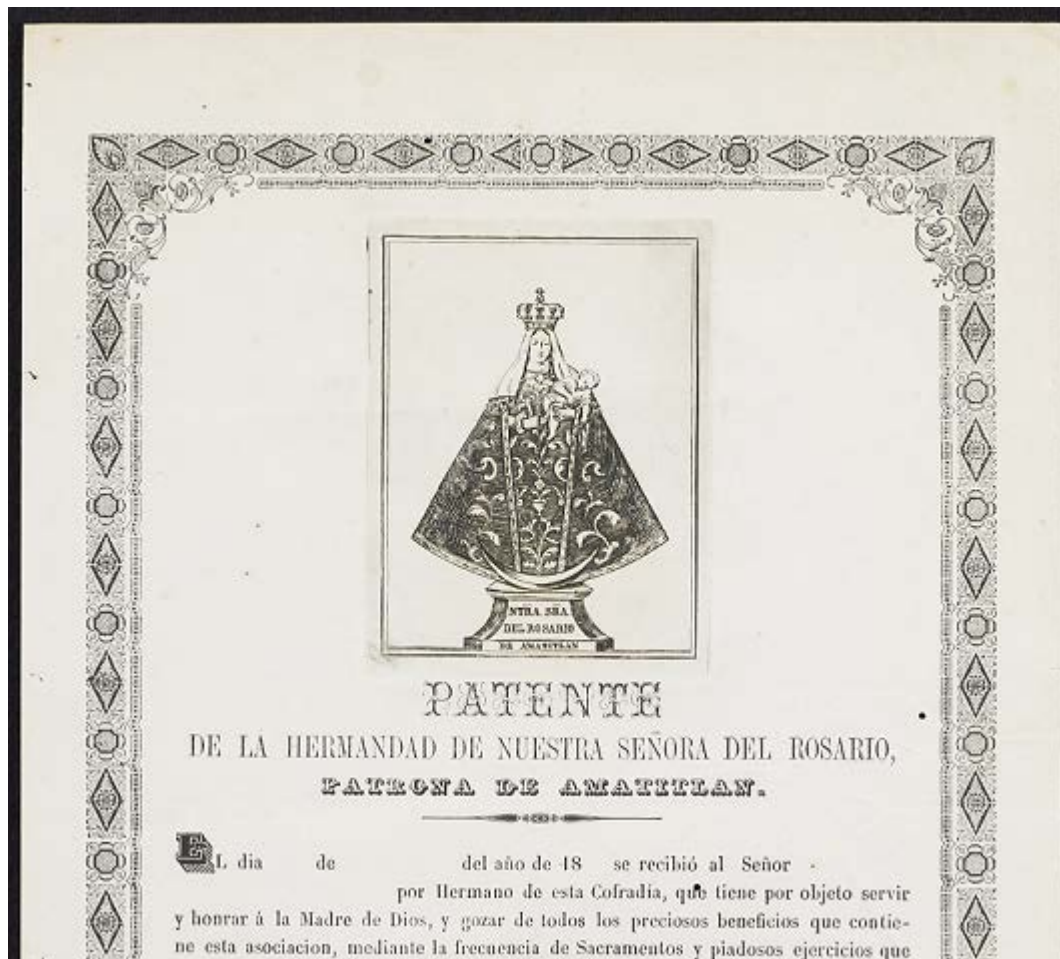 NTRA. SRA.
DEL ROSARIO
DE AMATITLAN
PATENTE
DE LA HERMANDAD DE NUESTRA SEÑORA DEL ROSARIO,
PATRONA DE AMATITLAN.
EL dia de del año de 18 se recibió al Señor
por Hermano de esta Cofradía, que tiene por objeto servir
y honrar á la Madre de Dios, y gozar de todos los preciosos beneficios que contie-
ne esta asociacion, mediante la frecuencia de Sacramentos y piadosos ejercicios que